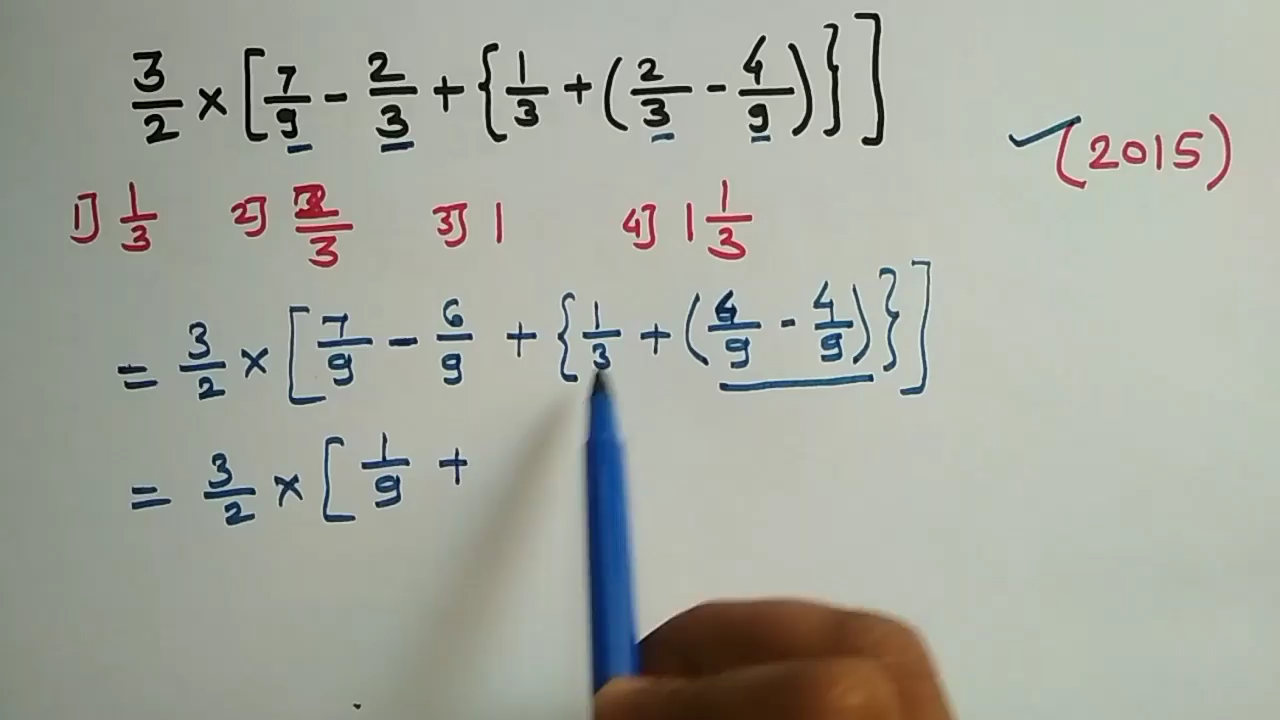 3/2 × [7/9 - 2/3 + {1/3 + (2/3 - 4/9)}]
(2015)
1] 1/3 2] /3 3] 1 4] 1 1/3
= 3/2 × [7/9 - 6/9 + {1/3 + (6/9 - 4/9)}]
= 3/2 × [1/9 +